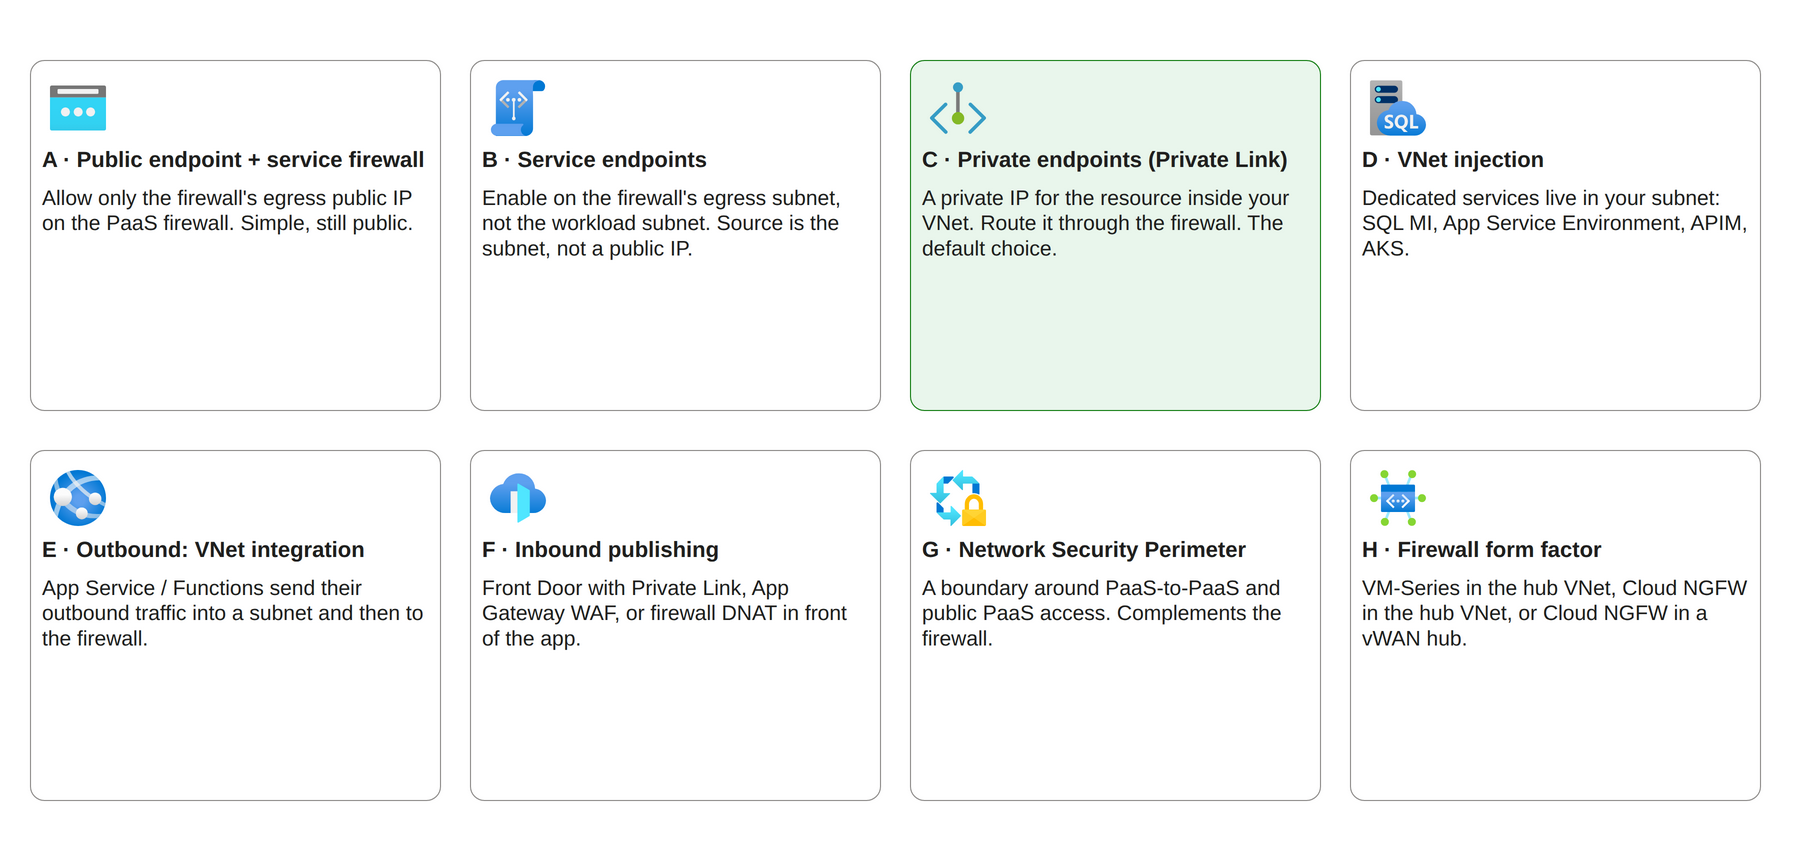 A · Public endpoint + service firewall
Allow only the firewall's egress public IP
on the PaaS firewall. Simple, still public.
B · Service endpoints
Enable on the firewall's egress subnet,
not the workload subnet. Source is the
subnet, not a public IP.
C · Private endpoints (Private Link)
A private IP for the resource inside your
VNet. Route it through the firewall. The
default choice.
SQL
D · VNet injection
Dedicated services live in your subnet:
SQL MI, App Service Environment, APIM,
AKS.
E · Outbound: VNet integration
App Service / Functions send their
outbound traffic into a subnet and then to
the firewall.
F · Inbound publishing
Front Door with Private Link, App
Gateway WAF, or firewall DNAT in front
of the app.
G · Network Security Perimeter
A boundary around PaaS-to-PaaS and
public PaaS access. Complements the
firewall.
H · Firewall form factor
VM-Series in the hub VNet, Cloud NGFW
in the hub VNet, or Cloud NGFW in a
vWAN hub.